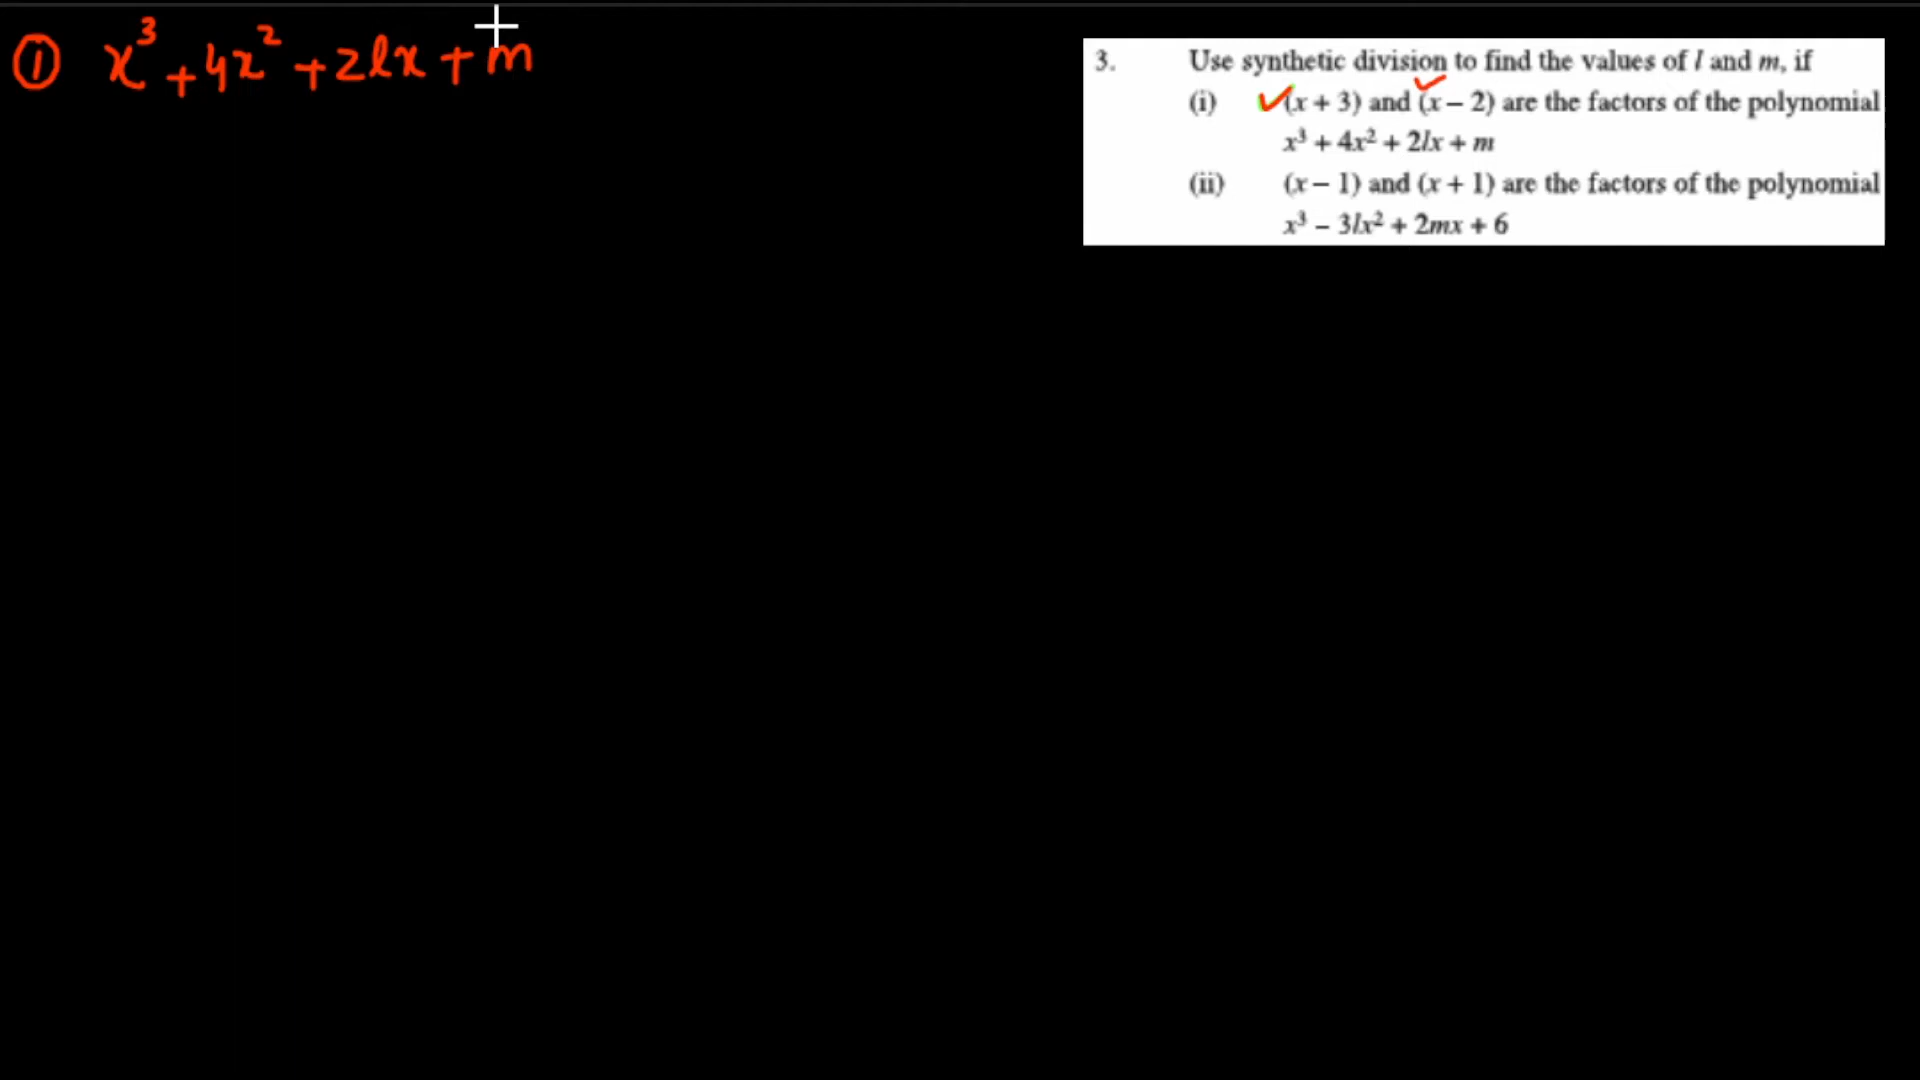 ① x³ + 4x² + 2lx + m
3. Use synthetic division to find the values of l and m, if
(i) (x + 3) and (x – 2) are the factors of the polynomial
x³ + 4x² + 2lx + m
(ii) (x – 1) and (x + 1) are the factors of the polynomial
x³ – 3lx² + 2mx + 6